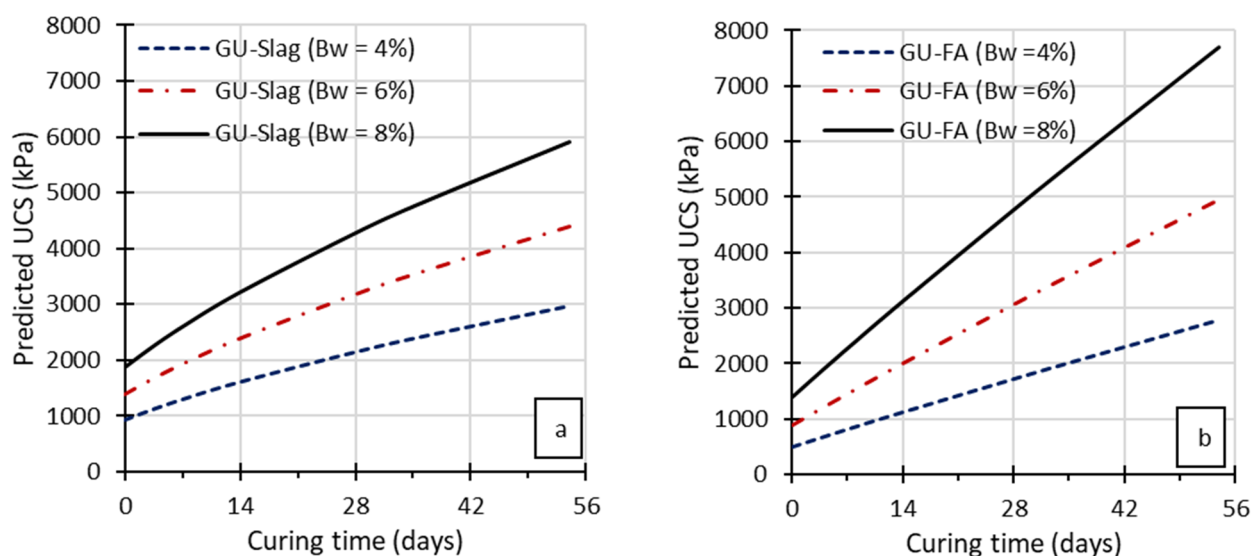 8000
7000
6000
5000
4000
3000
2000
1000
0
Predicted UCS (kPa)
GU-Slag (Bw = 4%)
GU-Slag (Bw = 6%)
GU-Slag (Bw = 8%)
a
0 14 28 42 56
Curing time (days)
8000
7000
6000
5000
4000
3000
2000
1000
0
Predicted UCS (kPa)
GU-FA (Bw =4%)
GU-FA (Bw =6%)
GU-FA (Bw =8%)
b
0 14 28 42 56
Curing time (days)